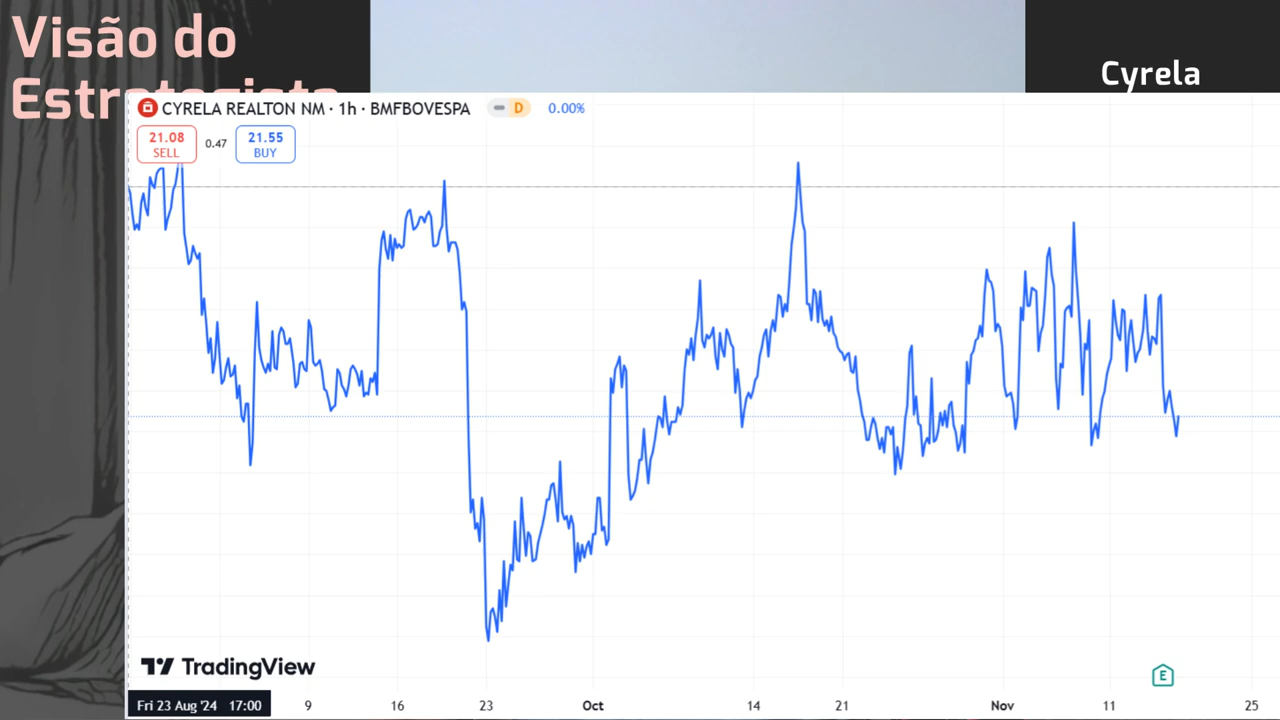 Visão do
Cyrela
CYRELA REALTON NM · 1h · BMFBOVESPA
D
0.00%
21.08
SELL
0.47
21.55
BUY
TradingView
E
Fri 23 Aug '24 17:00
9
16
23
Oct
14
21
Nov
11
25